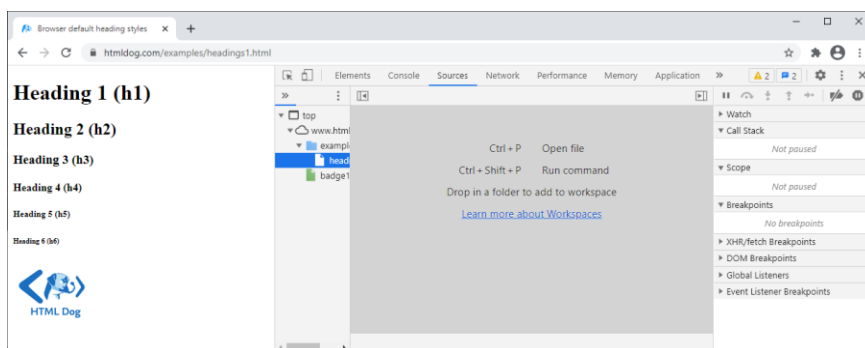 Browser default heading styles
htmldog.com/examples/headings1.html
Heading 1 (h1)
Heading 2 (h2)
Heading 3 (h3)
Heading 4 (h4)
Heading 5 (h5)
Heading 6 (h6)
HTML Dog
Elements Console Sources Network Performance Memory Application » 2 2
»
top
www.html
exampl
headi
badge1
Ctrl + P Open file
Ctrl + Shift + P Run command
Drop in a folder to add to workspace
Learn more about Workspaces
Watch
Call Stack
Not paused
Scope
Not paused
Breakpoints
No breakpoints
XHR/fetch Breakpoints
DOM Breakpoints
Global Listeners
Event Listener Breakpoints